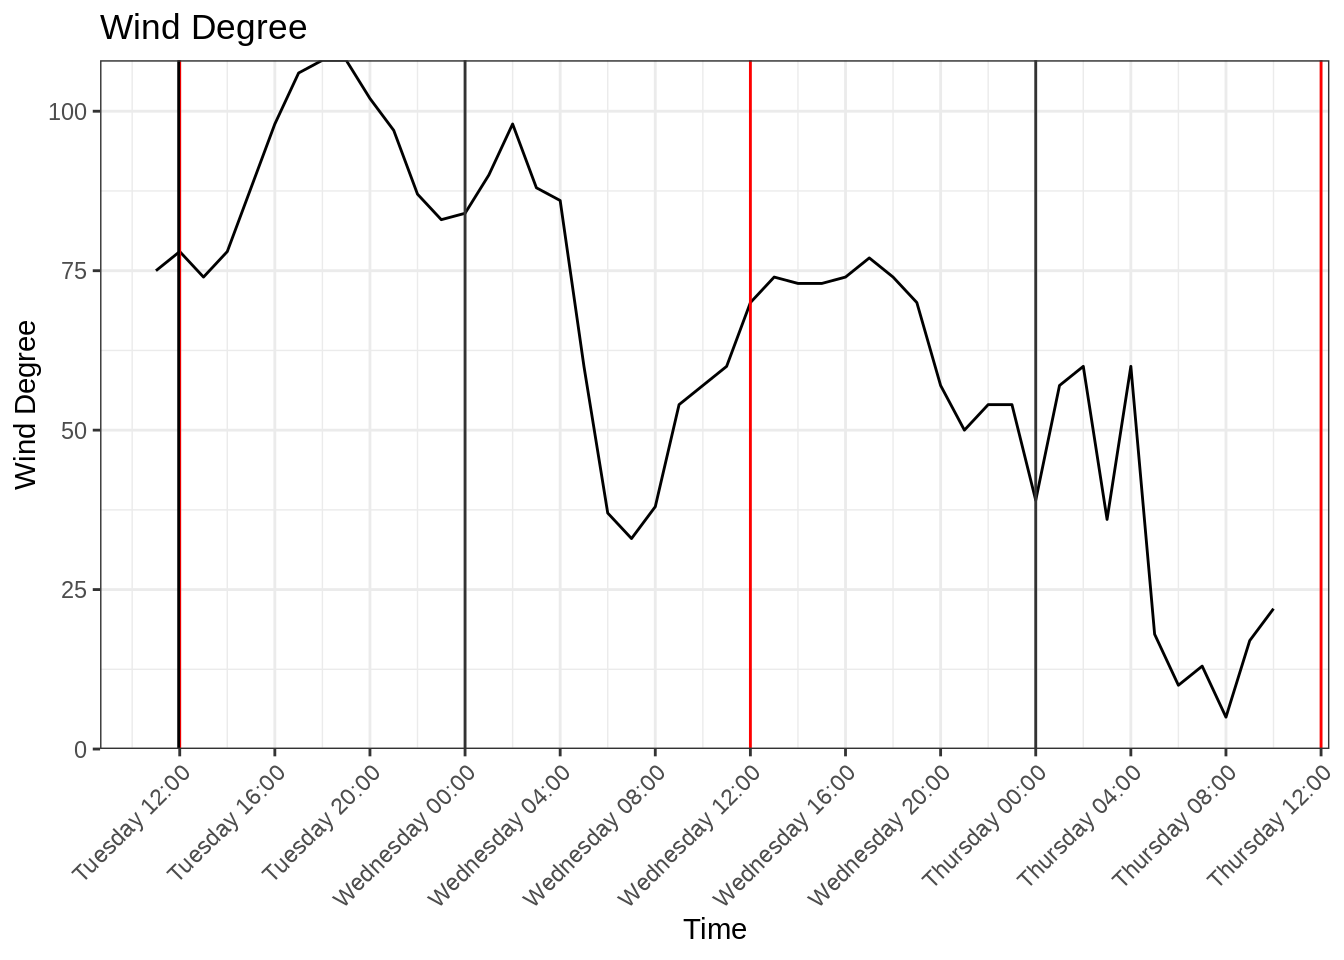 Wind Degree
Wind Degree
100
75
50
25
0
Tuesday 12:00
Tuesday 16:00
Tuesday 20:00
Wednesday 00:00
Wednesday 04:00
Wednesday 08:00
Wednesday 12:00
Wednesday 16:00
Wednesday 20:00
Thursday 00:00
Thursday 04:00
Thursday 08:00
Thursday 12:00
Time